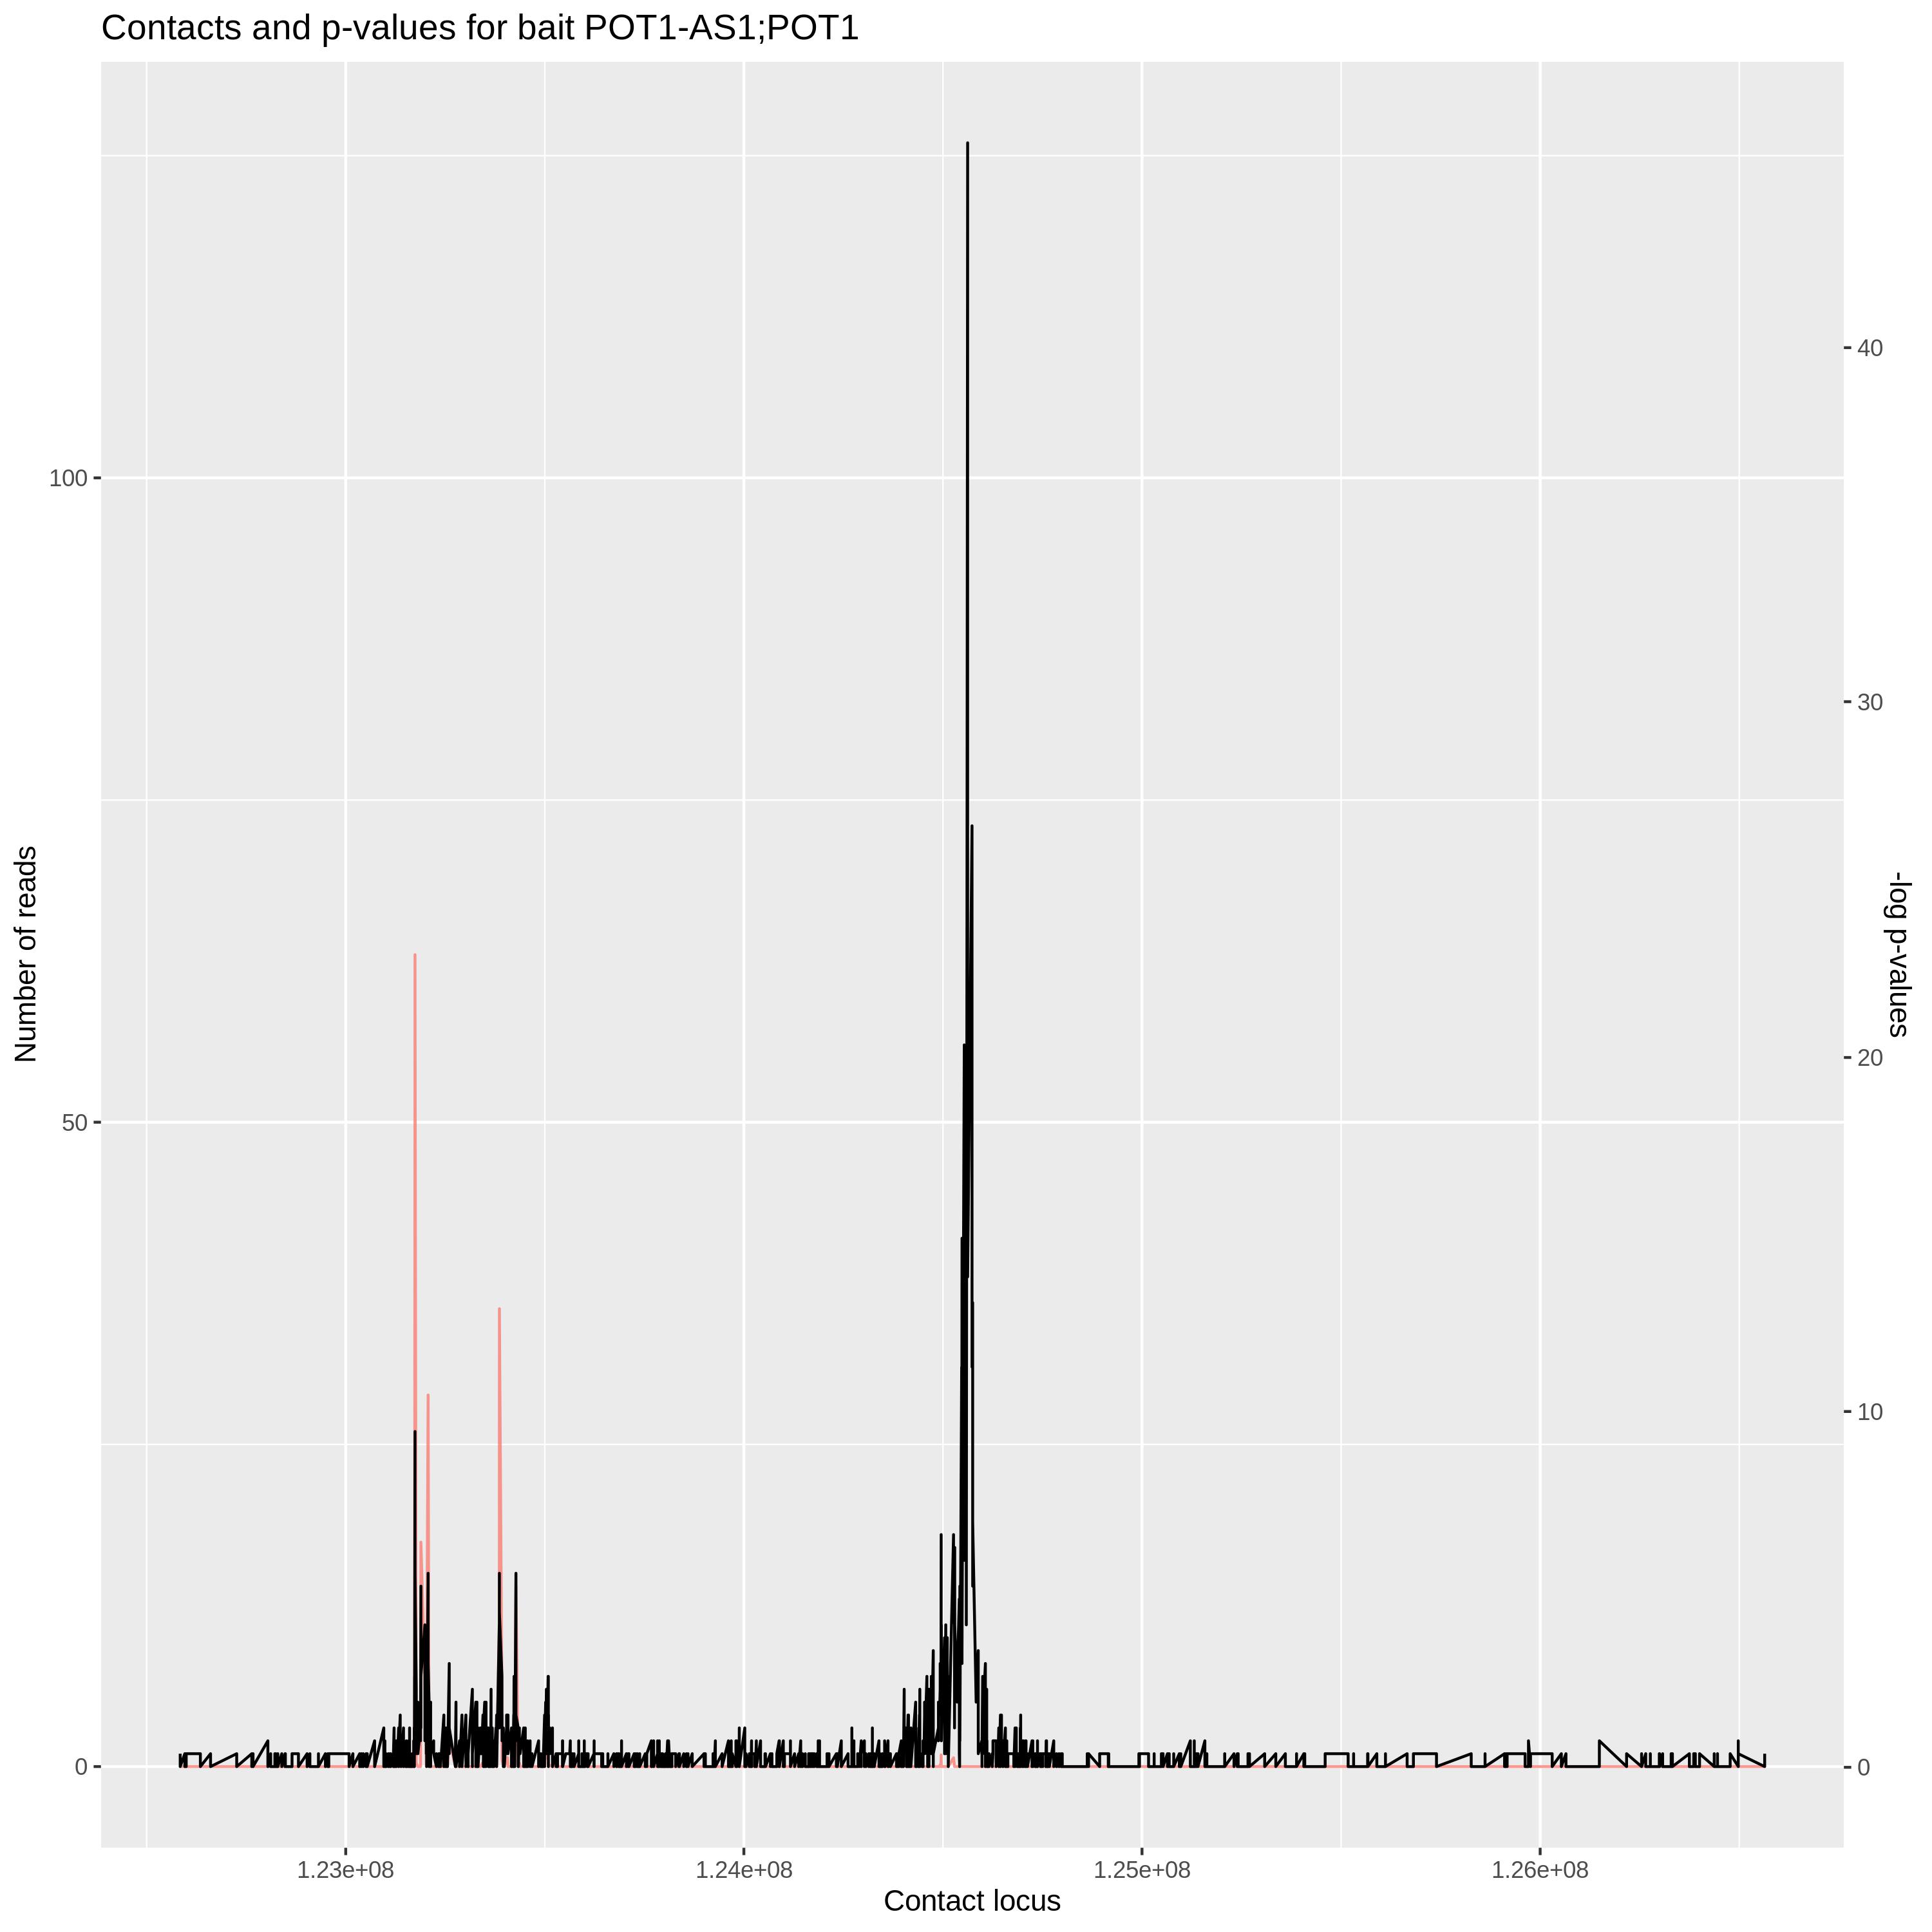 Contacts and p-values for bait POT1-AS1;POT1
Number of reads
100
50
0
40
30
20
10
0
-log p-values
1.23e+08
1.24e+08
1.25e+08
1.26e+08
Contact locus